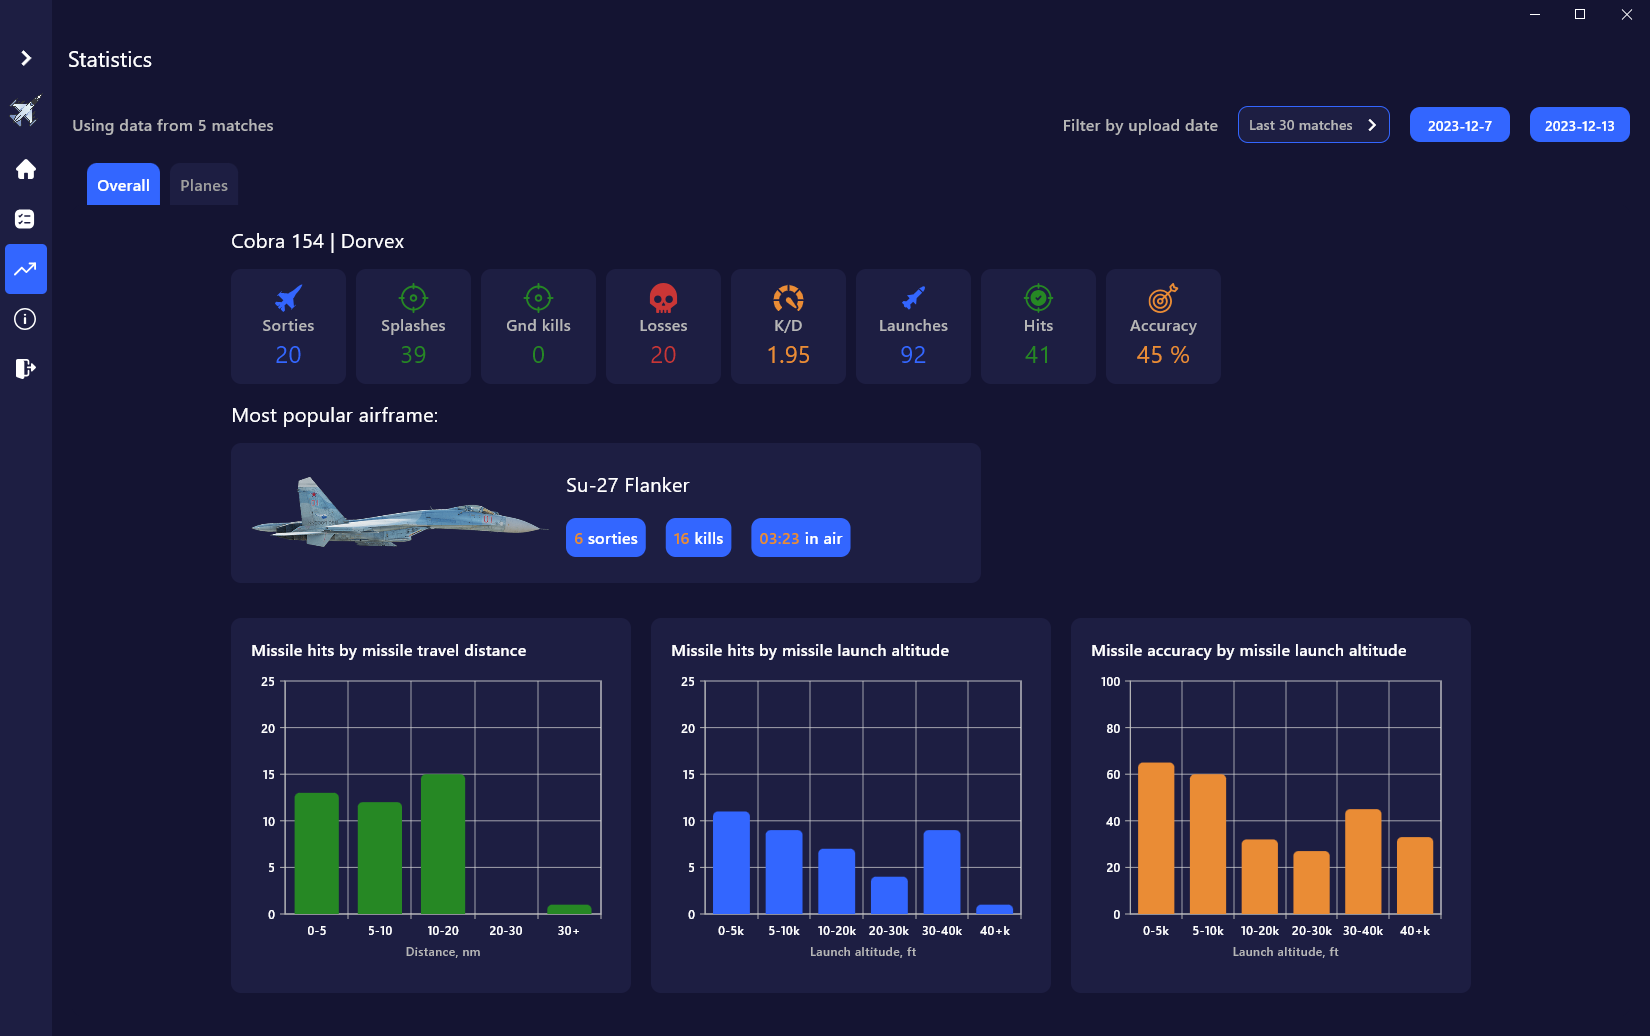 Statistics
Using data from 5 matches
Filter by upload date
Last 30 matches
2023-12-7
2023-12-13
Overall
Planes
Cobra 154 | Dorvex
Sorties
20
Splashes
39
Gnd kills
0
Losses
20
K/D
1.95
Launches
92
Hits
41
Accuracy
45 %
Most popular airframe:
Su-27 Flanker
6 sorties
16 kills
03:23 in air
Missile hits by missile travel distance
25
20
15
10
5
0
0-5 5-10 10-20 20-30 30+
Distance, nm
Missile hits by missile launch altitude
25
20
15
10
5
0
0-5k 5-10k 10-20k 20-30k 30-40k 40+k
Launch altitude, ft
Missile accuracy by missile launch altitude
100
80
60
40
20
0
0-5k 5-10k 10-20k 20-30k 30-40k 40+k
Launch altitude, ft